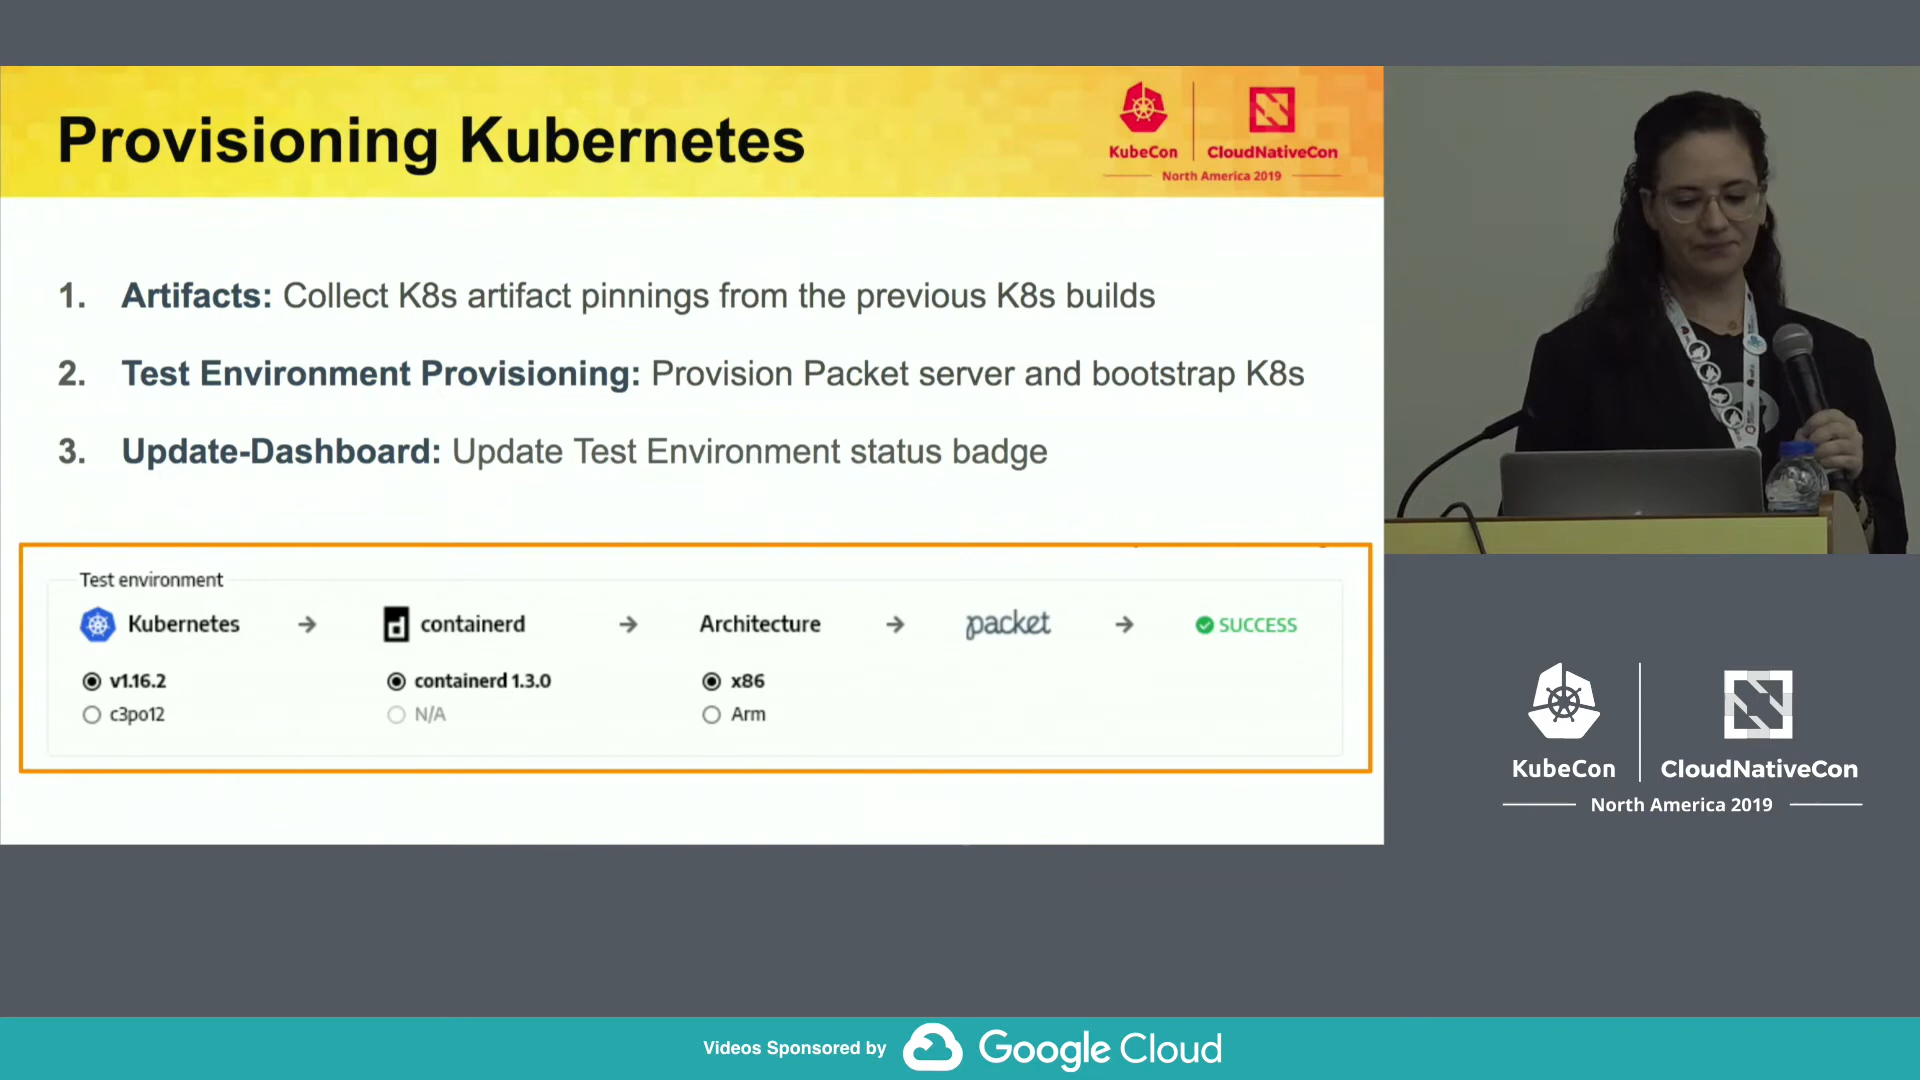 Provisioning Kubernetes
KubeCon
CloudNativeCon
North America 2019
1. Artifacts: Collect K8s artifact pinnings from the previous K8s builds
2. Test Environment Provisioning: Provision Packet server and bootstrap K8s
3. Update-Dashboard: Update Test Environment status badge
Test environment
Kubernetes → containerd → Architecture → packet → SUCCESS
v1.16.2 containerd 1.3.0 x86
c3po12 N/A Arm
KubeCon
CloudNativeCon
North America 2019
Videos Sponsored by Google Cloud